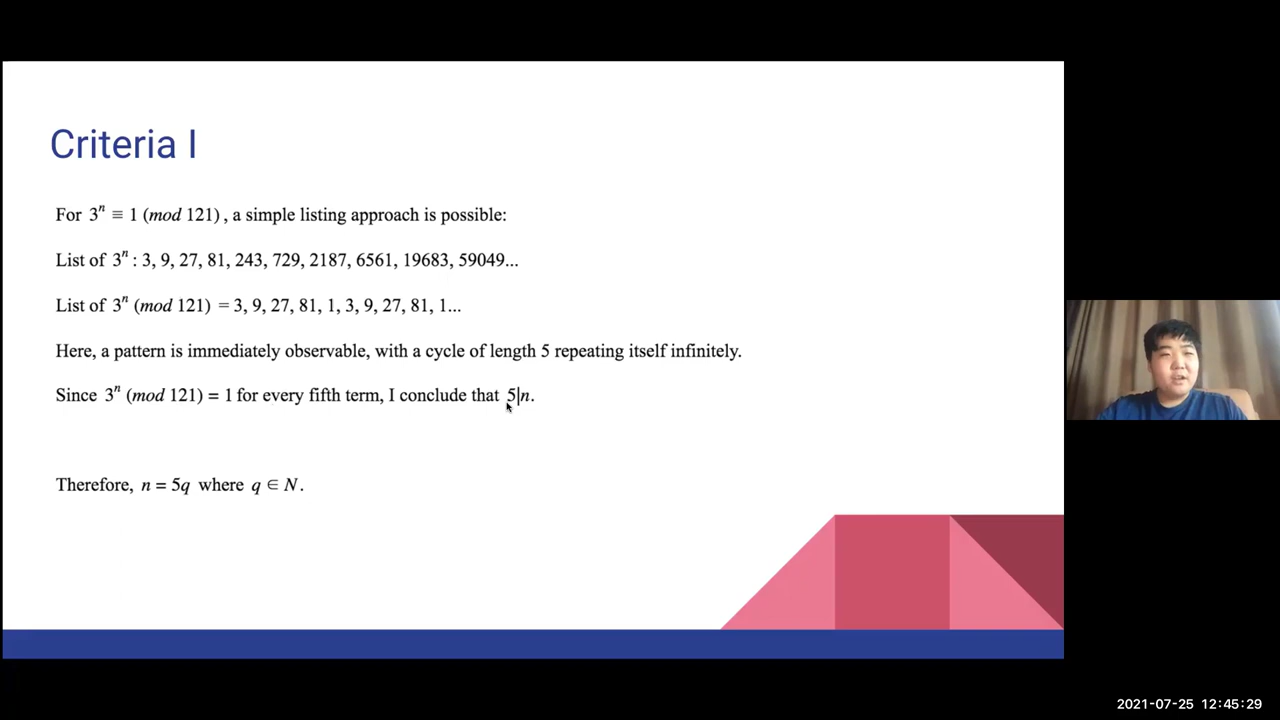 Criteria I
For 3ⁿ ≡ 1 (mod 121), a simple listing approach is possible:
List of 3ⁿ : 3, 9, 27, 81, 243, 729, 2187, 6561, 19683, 59049...
List of 3ⁿ (mod 121) = 3, 9, 27, 81, 1, 3, 9, 27, 81, 1...
Here, a pattern is immediately observable, with a cycle of length 5 repeating itself infinitely.
Since 3ⁿ (mod 121) = 1 for every fifth term, I conclude that 5|n.
Therefore, n = 5q where q ∈ N.
2021-07-25 12:45:29